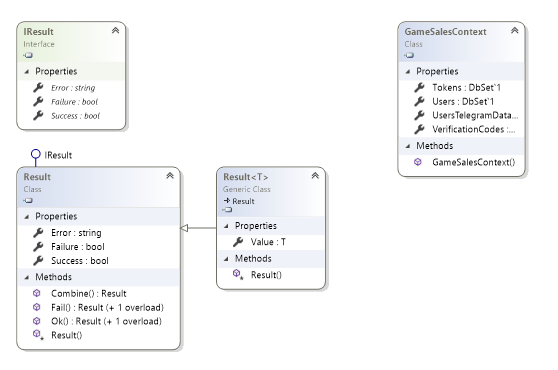 IResult
Interface
Properties
Error : string
Failure : bool
Success : bool
GameSalesContext
Class
Properties
Tokens : DbSet`1
Users : DbSet`1
UsersTelegramData...
VerificationCodes :...
Methods
GameSalesContext()
IResult
Result
Class
Properties
Error : string
Failure : bool
Success : bool
Methods
Combine() : Result
Fail() : Result (+ 1 overload)
Ok() : Result (+ 1 overload)
Result()
Result<T>
Generic Class
Result
Properties
Value : T
Methods
Result()